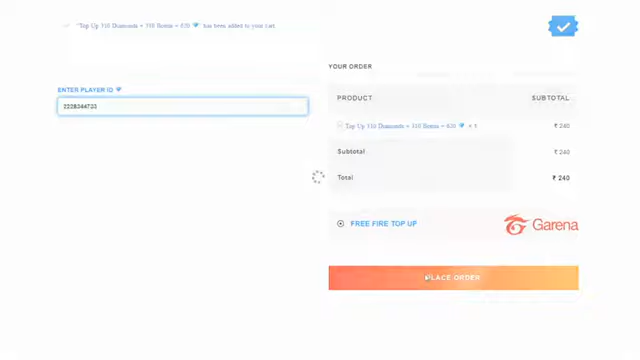 "Top Up 310 Diamonds + 310 Bonus = 620 has been added to your cart.
ENTER PLAYER ID
YOUR ORDER
PRODUCT SUBTOTAL
Top Up 310 Diamonds + 310 Bonus = 620 × 1 ₹ 240
Subtotal ₹ 240
Total ₹ 240
FREE FIRE TOP UP Garena
PLACE ORDER